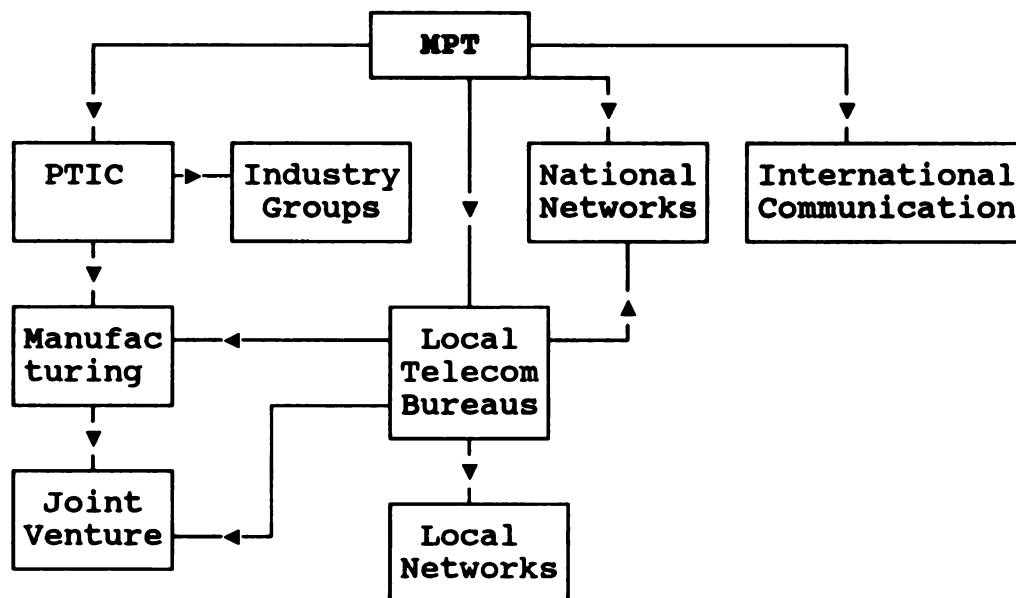 MPT
PTIC
Industry
Groups
National
Networks
International
Communication
Manufac
turing
Local
Telecom
Bureaus
Joint
Venture
Local
Networks